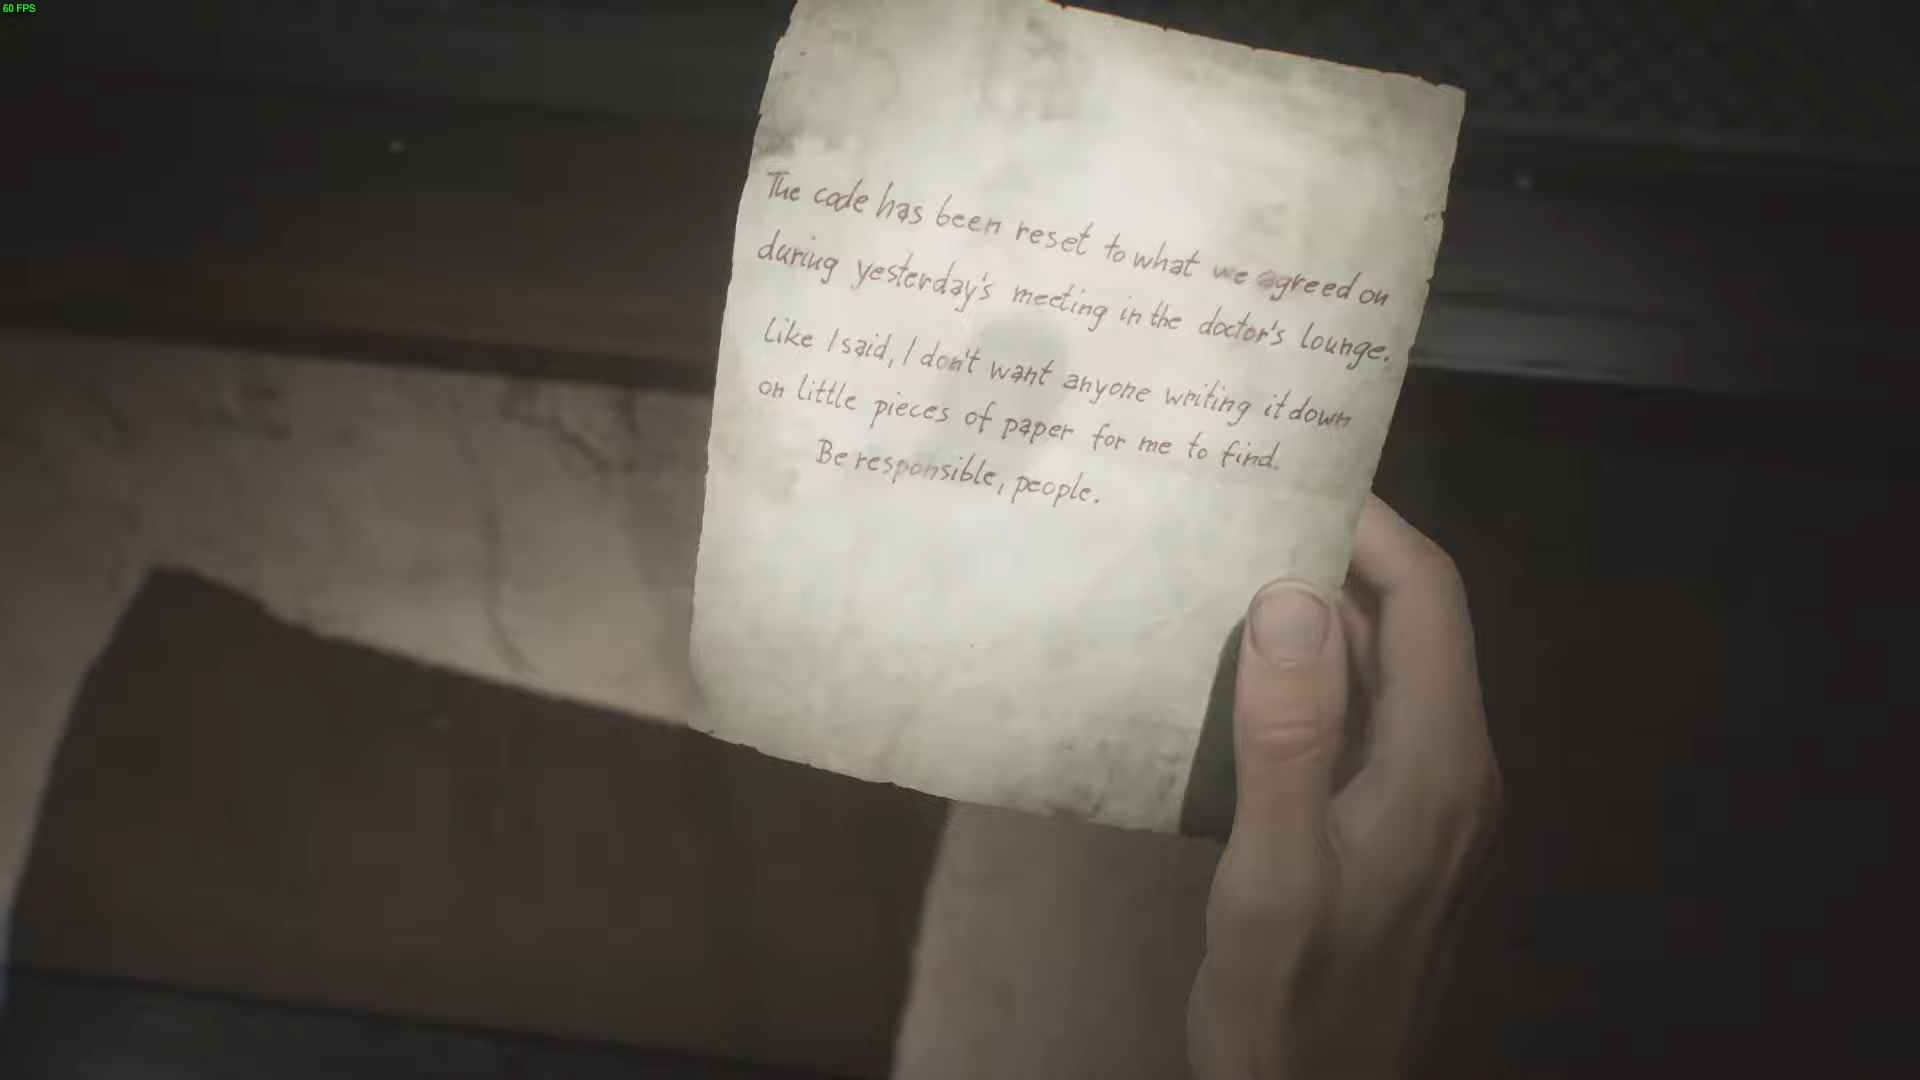 60 FPS
The code has been reset to what we agreed on
during yesterday's meeting in the doctor's lounge.
Like I said, I don't want anyone writing it down
on little pieces of paper for me to find.
Be responsible, people.